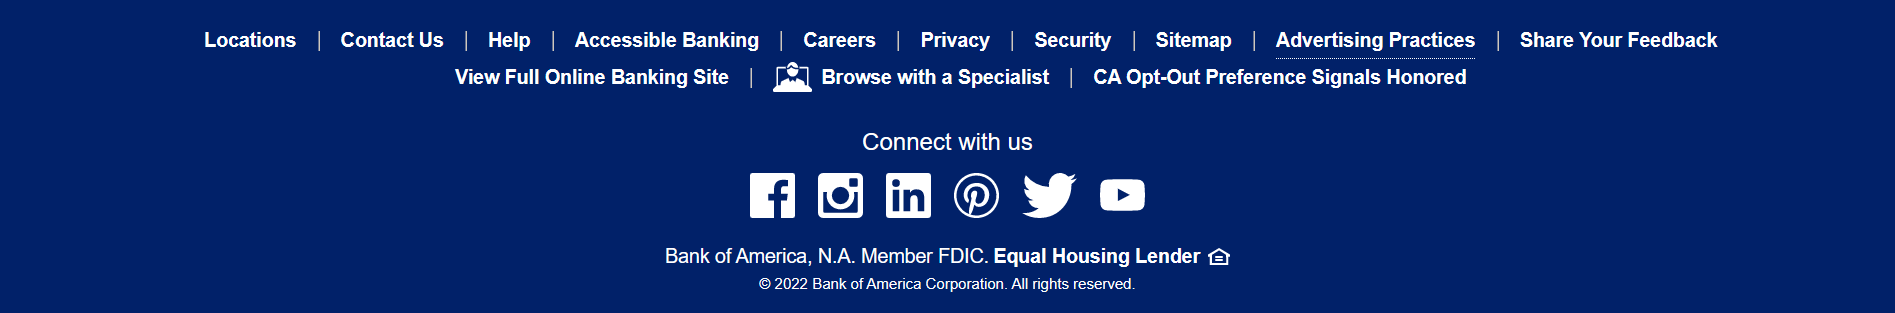 Locations | Contact Us | Help | Accessible Banking | Careers | Privacy | Security | Sitemap | Advertising Practices | Share Your Feedback
View Full Online Banking Site | Browse with a Specialist | CA Opt-Out Preference Signals Honored
Connect with us
Bank of America, N.A. Member FDIC. Equal Housing Lender
© 2022 Bank of America Corporation. All rights reserved.